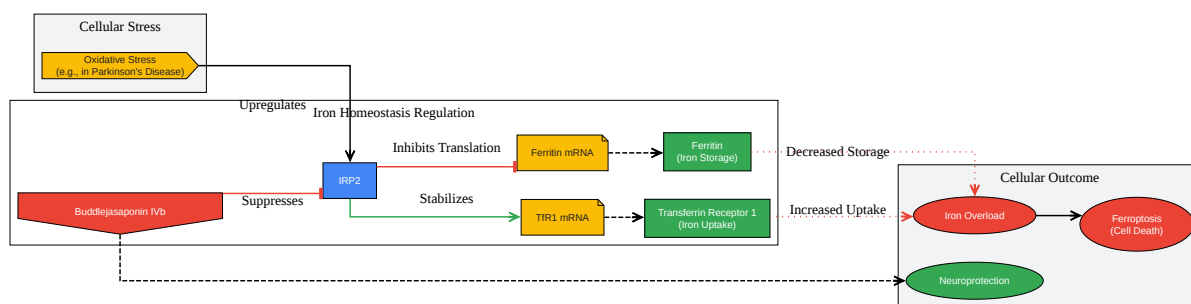 Cellular Stress
Oxidative Stress
(e.g., in Parkinson's Disease)
Upregulates
Iron Homeostasis Regulation
Inhibits Translation
Ferritin mRNA
Ferritin
(Iron Storage)
Decreased Storage
IRP2
Cellular Outcome
Suppresses
Stabilizes
Buddlejasaponin IVb
TfR1 mRNA
Transferrin Receptor 1
(Iron Uptake)
Increased Uptake
Iron Overload
Ferroptosis
(Cell Death)
Neuroprotection